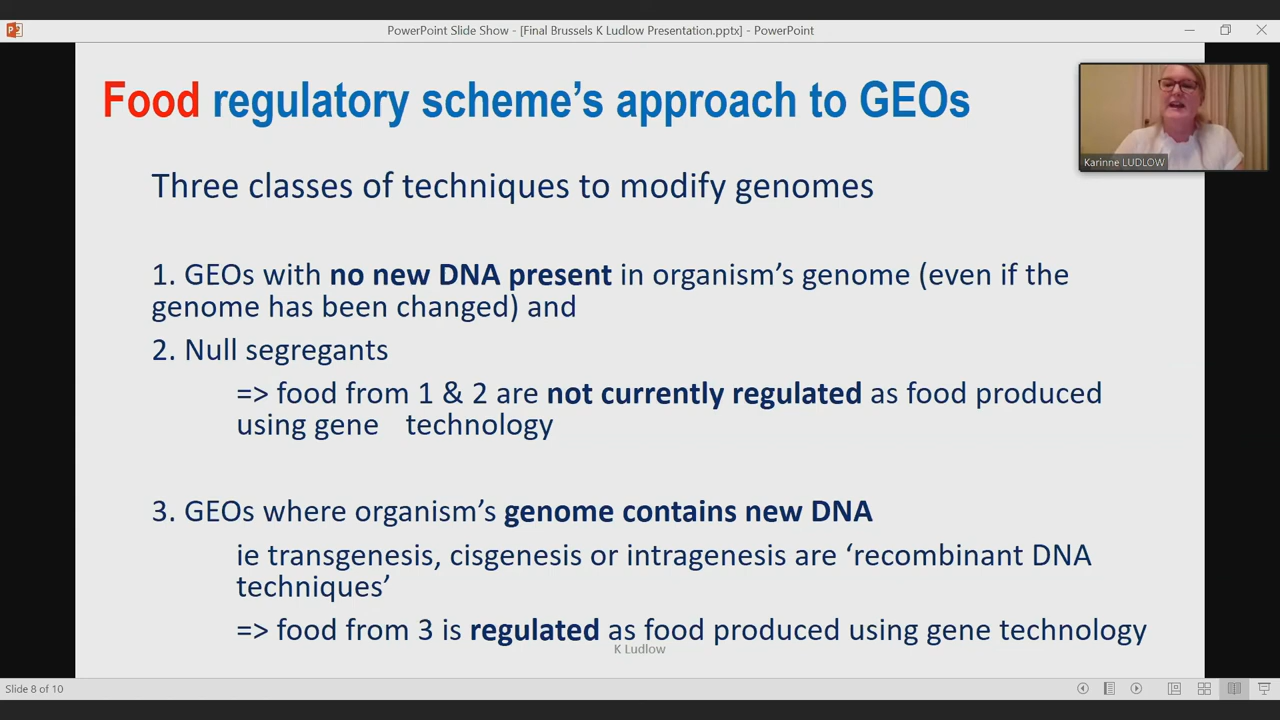 PowerPoint Slide Show - [Final Brussels K Ludlow Presentation.pptx] - PowerPoint
Food regulatory scheme's approach to GEOs
Karinne LUDLOW
Three classes of techniques to modify genomes
1. GEOs with no new DNA present in organism's genome (even if the
genome has been changed) and
2. Null segregants
=> food from 1 & 2 are not currently regulated as food produced
using gene technology
3. GEOs where organism's genome contains new DNA
ie transgenesis, cisgenesis or intragenesis are 'recombinant DNA
techniques'
=> food from 3 is regulated as food produced using gene technology
K Ludlow
Slide 8 of 10